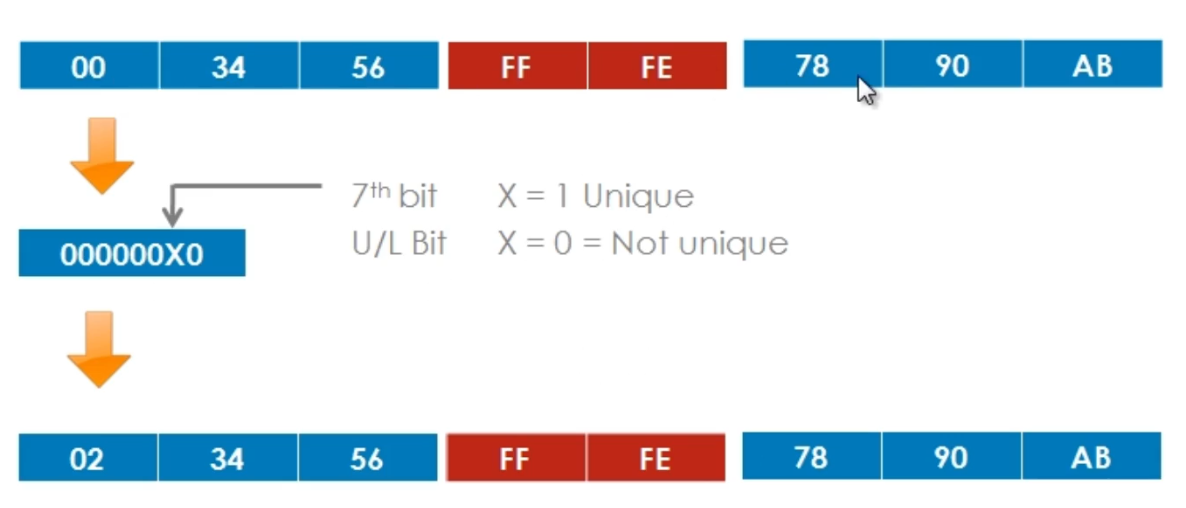 00 34 56 FF FE 78 90 AB
7th bit X = 1 Unique
U/L Bit X = 0 = Not unique
000000X0
02 34 56 FF FE 78 90 AB